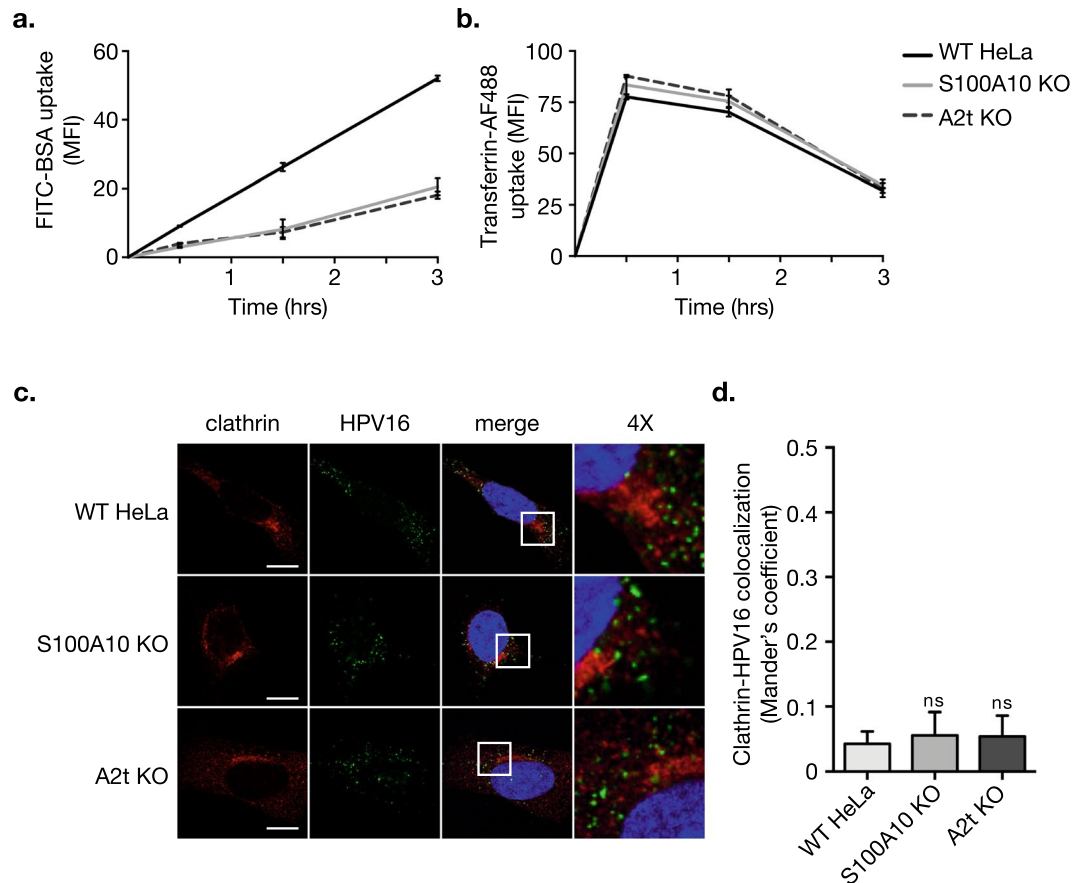 a.
FITC-BSA uptake
(MFI)
60
40
20
0
1
2
3
Time (hrs)
b.
Transferrin-AF488
uptake (MFI)
100
75
50
25
0
1
2
3
Time (hrs)
WT HeLa
S100A10 KO
A2t KO
c.
clathrin
HPV16
merge
4X
WT HeLa
S100A10 KO
A2t KO
d.
Clathrin-HPV16 colocalization
(Mander's coefficient)
0.5
0.4
0.3
0.2
0.1
0
ns
ns
WT HeLa
S100A10 KO
A2t KO